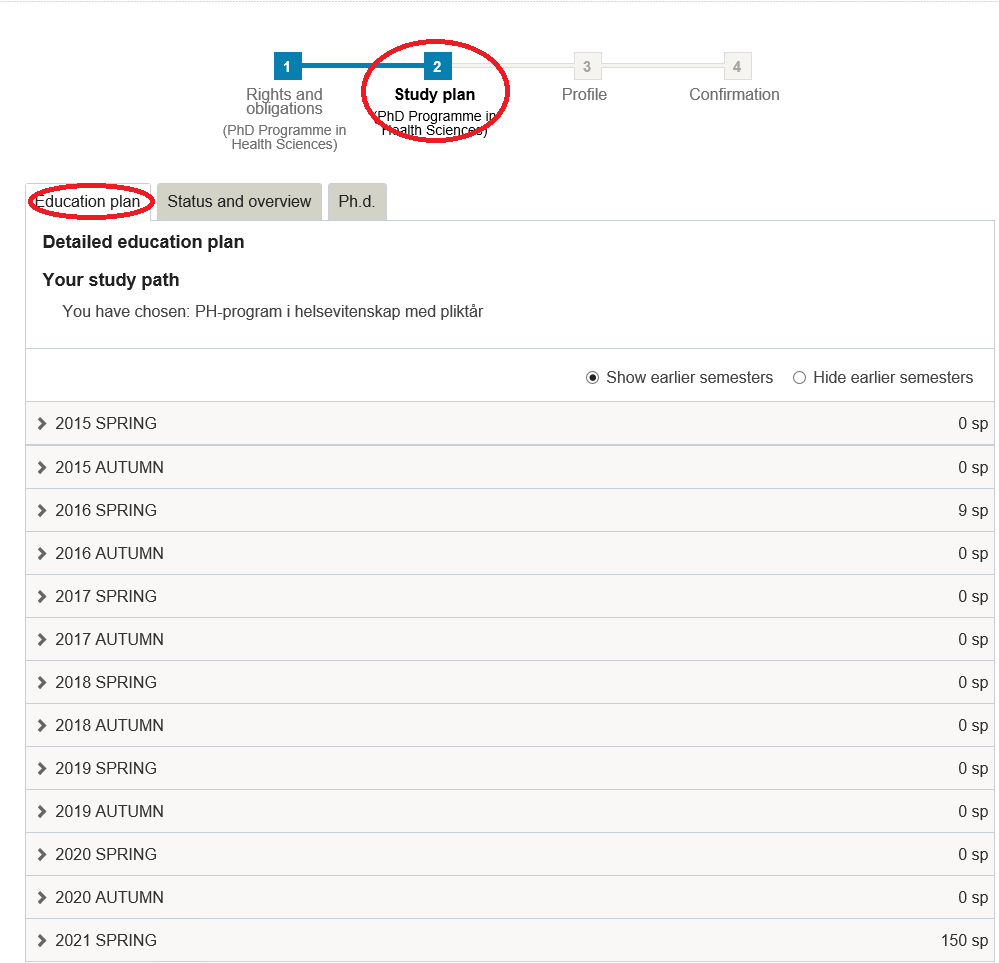 1 2 3 4
Rights and
obligations
(PhD Programme in
Health Sciences)
Study plan
(PhD Programme in
Health Sciences)
Profile
Confirmation
Education plan Status and overview Ph.d.
Detailed education plan
Your study path
You have chosen: PH-program i helsevitenskap med pliktår
Show earlier semesters Hide earlier semesters
2015 SPRING 0 sp
2015 AUTUMN 0 sp
2016 SPRING 9 sp
2016 AUTUMN 0 sp
2017 SPRING 0 sp
2017 AUTUMN 0 sp
2018 SPRING 0 sp
2018 AUTUMN 0 sp
2019 SPRING 0 sp
2019 AUTUMN 0 sp
2020 SPRING 0 sp
2020 AUTUMN 0 sp
2021 SPRING 150 sp